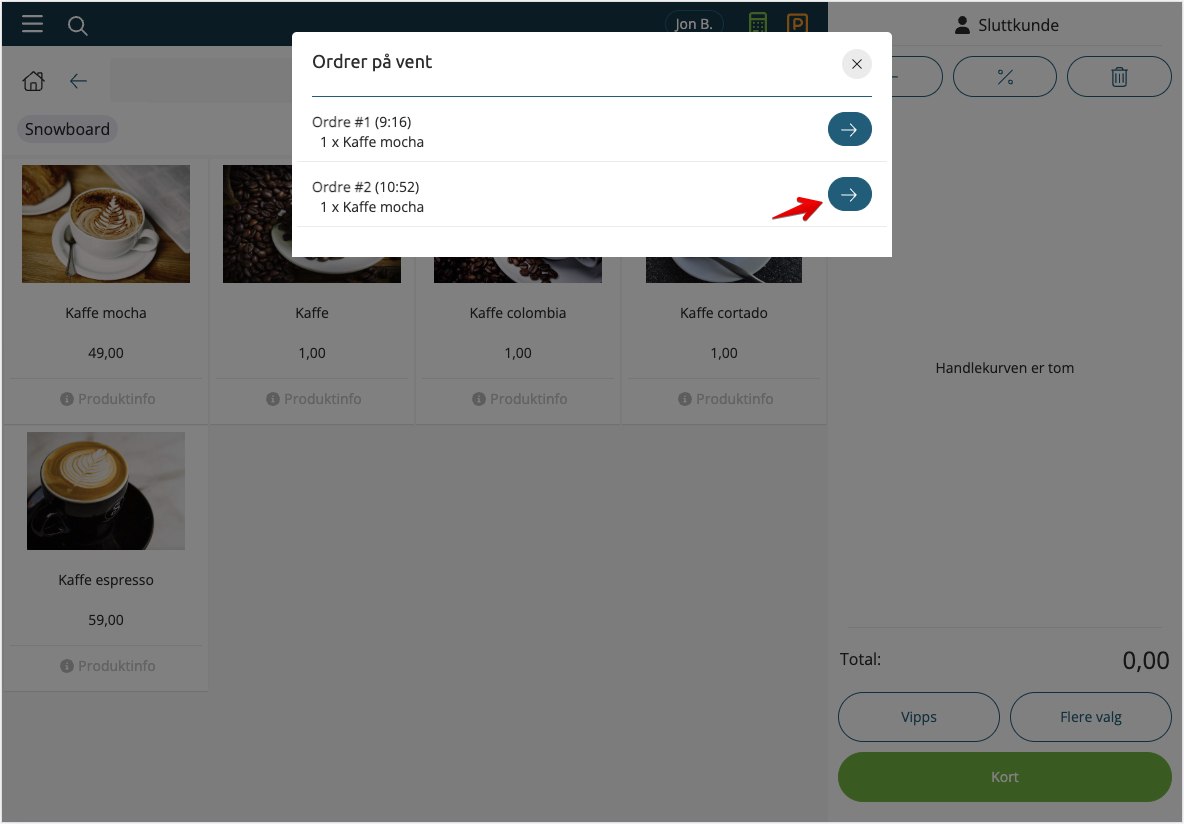 Jon B.
P
Sluttkunde
Ordrer på vent
Ordre #1 (9:16)
1 x Kaffe mocha
Ordre #2 (10:52)
1 x Kaffe mocha
Snowboard
Kaffe mocha
49,00
Produktinfo
Kaffe
1,00
Produktinfo
Kaffe colombia
1,00
Produktinfo
Kaffe cortado
1,00
Produktinfo
Kaffe espresso
59,00
Produktinfo
Handlekurven er tom
Total:
0,00
Vipps
Flere valg
Kort